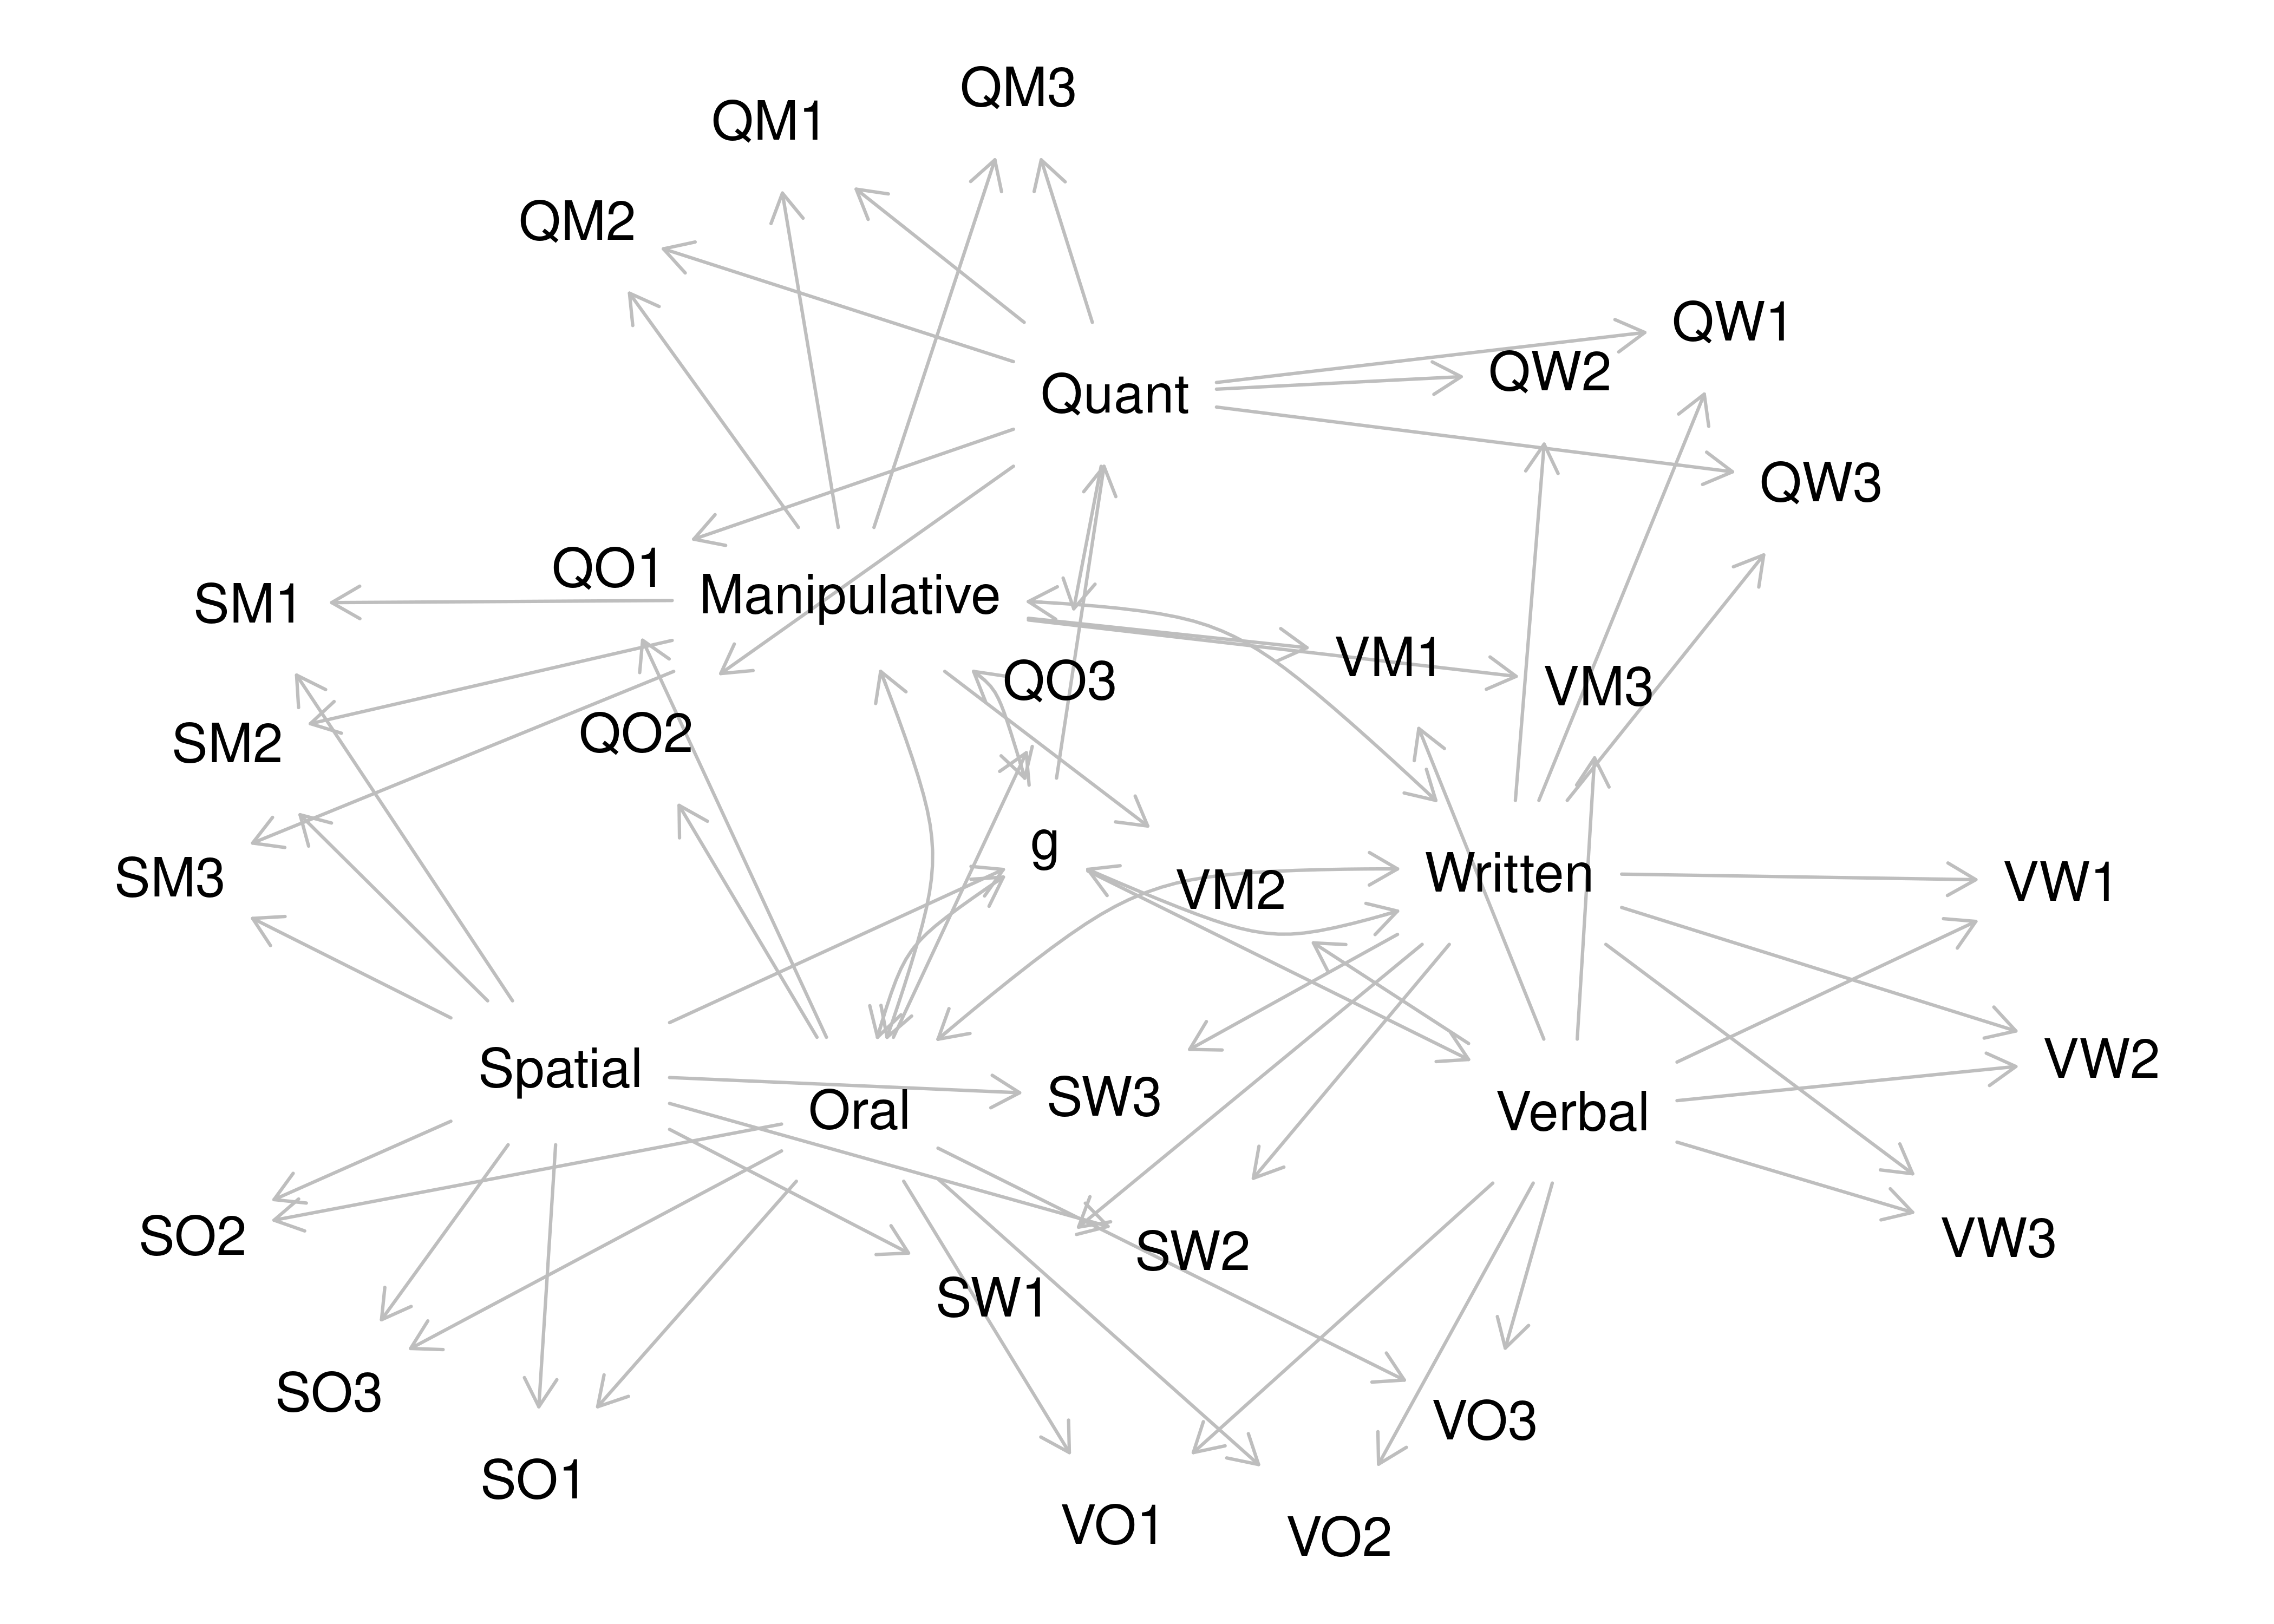 QM3
QM1
QM2
QW1
QW2
Quant
QW3
QO1
Manipulative
SM1
VM1
QO3
VM3
QO2
SM2
g
Written
SM3
VM2
VW1
VW2
Spatial
SW3
Oral
Verbal
SO2
SW2
VW3
SW1
SO3
VO3
SO1
VO1
VO2